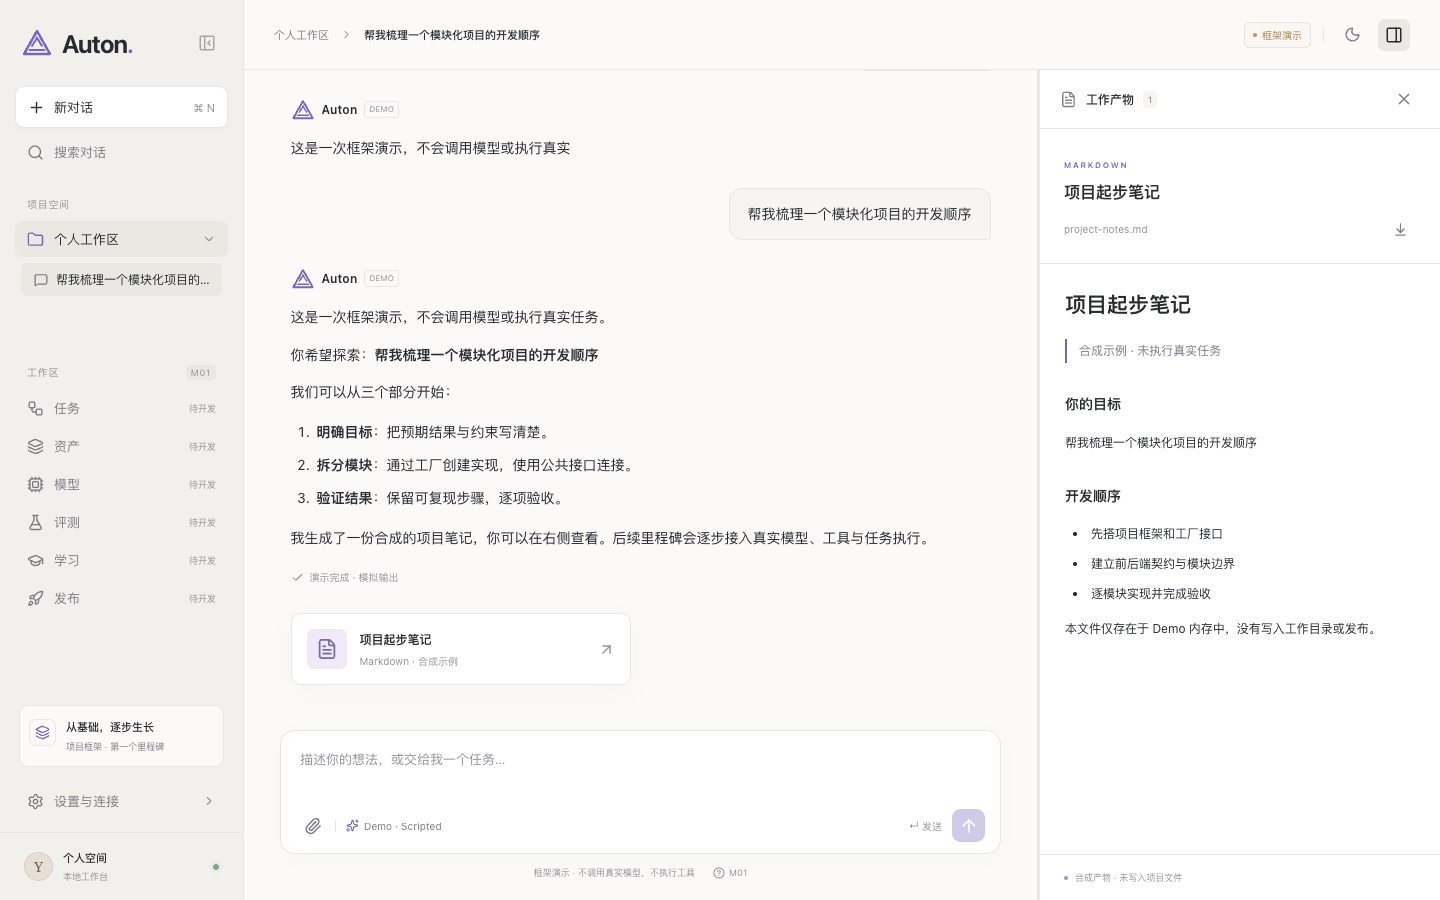 Auton.
新对话
⌘ N
搜索对话
项目空间
个人工作区
帮我梳理一个模块化项目的...
工作区
M01
任务
待开发
资产
待开发
模型
待开发
评测
待开发
学习
待开发
发布
待开发
从基础，逐步生长
项目框架 · 第一个里程碑
设置与连接
Y
个人空间
本地工作台
个人工作区
帮我梳理一个模块化项目的开发顺序
框架演示
Auton DEMO
这是一次框架演示，不会调用模型或执行真实
帮我梳理一个模块化项目的开发顺序
Auton DEMO
这是一次框架演示，不会调用模型或执行真实任务。
你希望探索：帮我梳理一个模块化项目的开发顺序
我们可以从三个部分开始：
1. 明确目标：把预期结果与约束写清楚。
2. 拆分模块：通过工厂创建实现，使用公共接口连接。
3. 验证结果：保留可复现步骤，逐项验收。
我生成了一份合成的项目笔记，你可以在右侧查看。后续里程碑会逐步接入真实模型、工具与任务执行。
演示完成 · 模拟输出
项目起步笔记
Markdown · 合成示例
描述你的想法，或交给我一个任务...
Demo · Scripted
发送
框架演示 · 不调用真实模型，不执行工具
M01
工作产物 1
MARKDOWN
项目起步笔记
project-notes.md
项目起步笔记
合成示例 · 未执行真实任务
你的目标
帮我梳理一个模块化项目的开发顺序
开发顺序
• 先搭项目框架和工厂接口
• 建立前后端契约与模块边界
• 逐模块实现并完成验收
本文件仅存在于 Demo 内存中，没有写入工作目录或发布。
合成产物 · 未写入项目文件